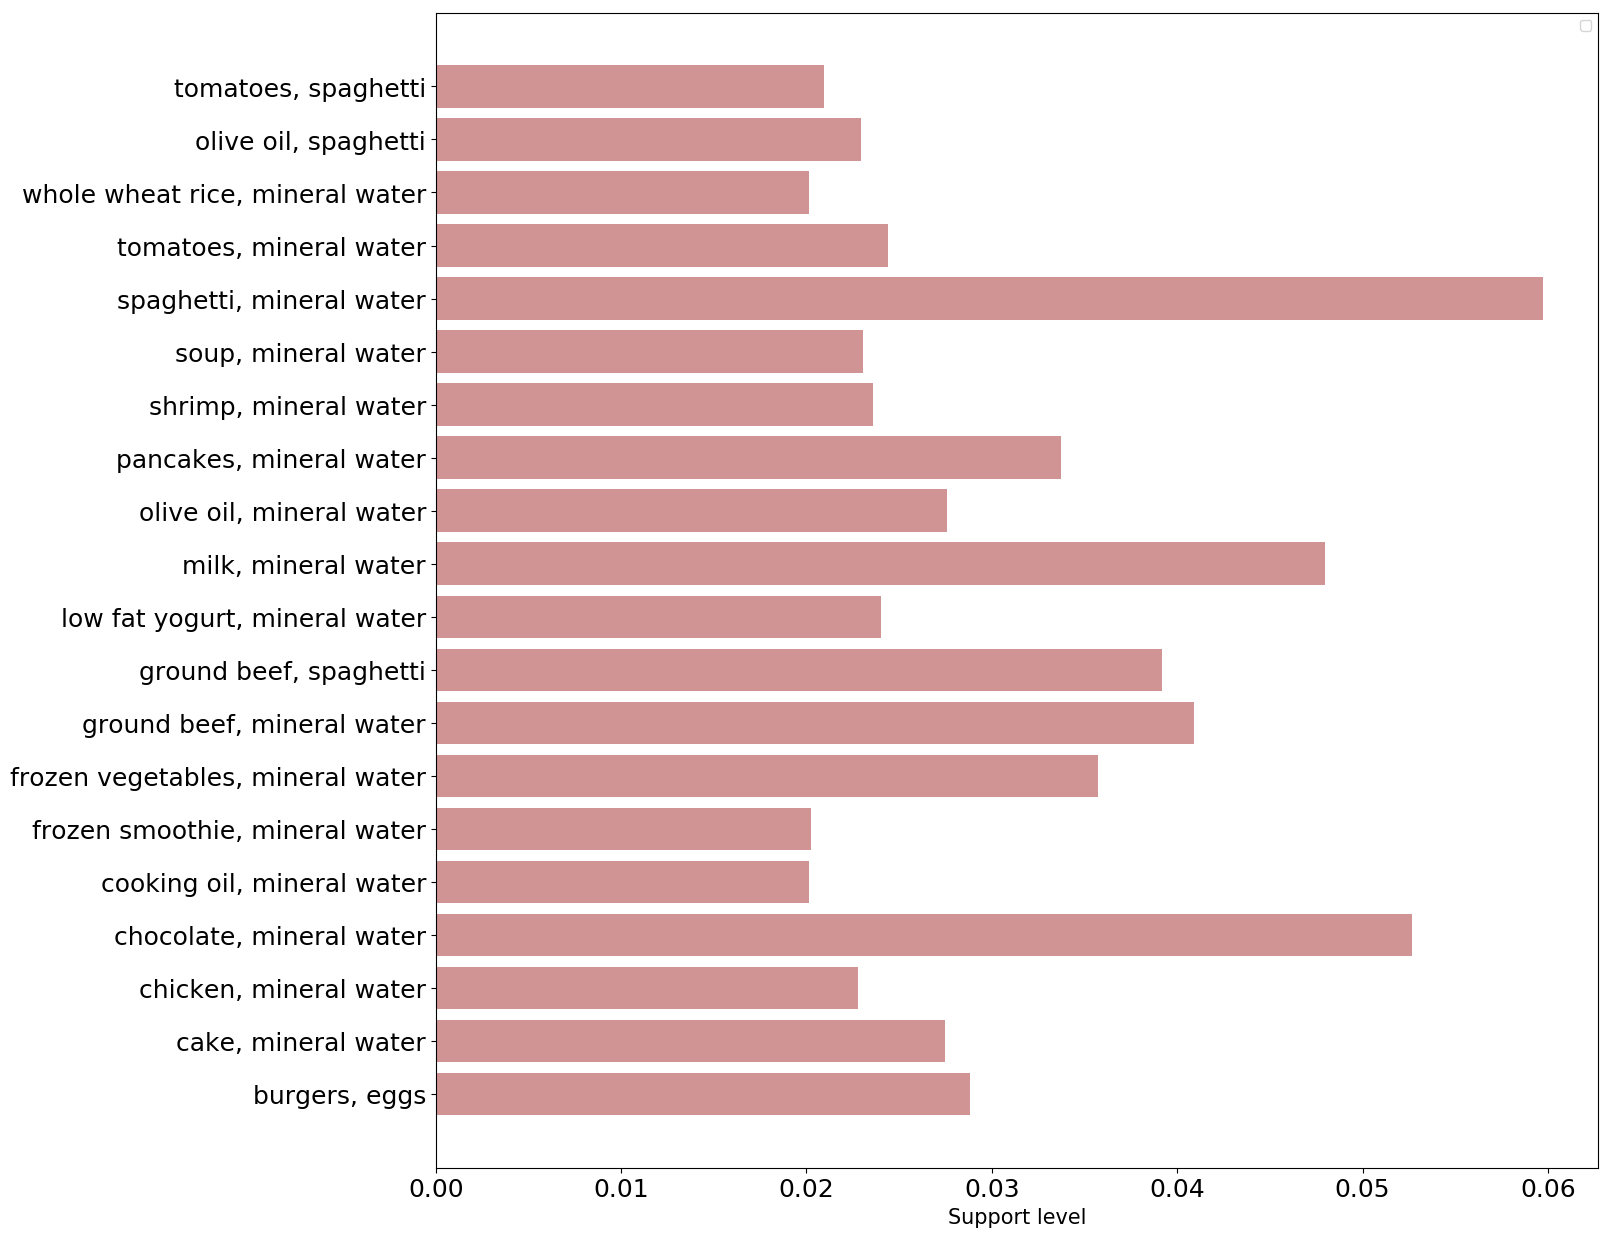 tomatoes, spaghetti
olive oil, spaghetti
whole wheat rice, mineral water
tomatoes, mineral water
spaghetti, mineral water
soup, mineral water
shrimp, mineral water
pancakes, mineral water
olive oil, mineral water
milk, mineral water
low fat yogurt, mineral water
ground beef, spaghetti
ground beef, mineral water
frozen vegetables, mineral water
frozen smoothie, mineral water
cooking oil, mineral water
chocolate, mineral water
chicken, mineral water
cake, mineral water
burgers, eggs
0.00 0.01 0.02 0.03 0.04 0.05 0.06
Support level